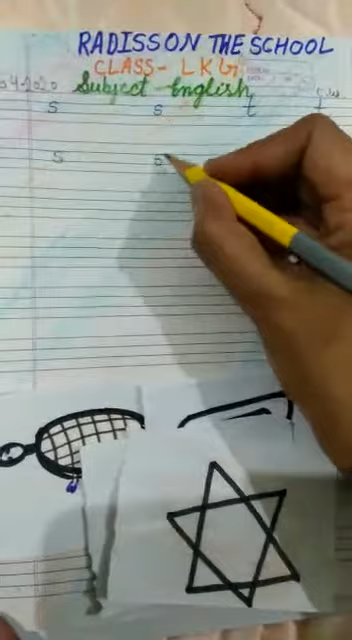 RADISSON THE SCHOOL
CLASS- LKG
Subject-English
s s t t
s s